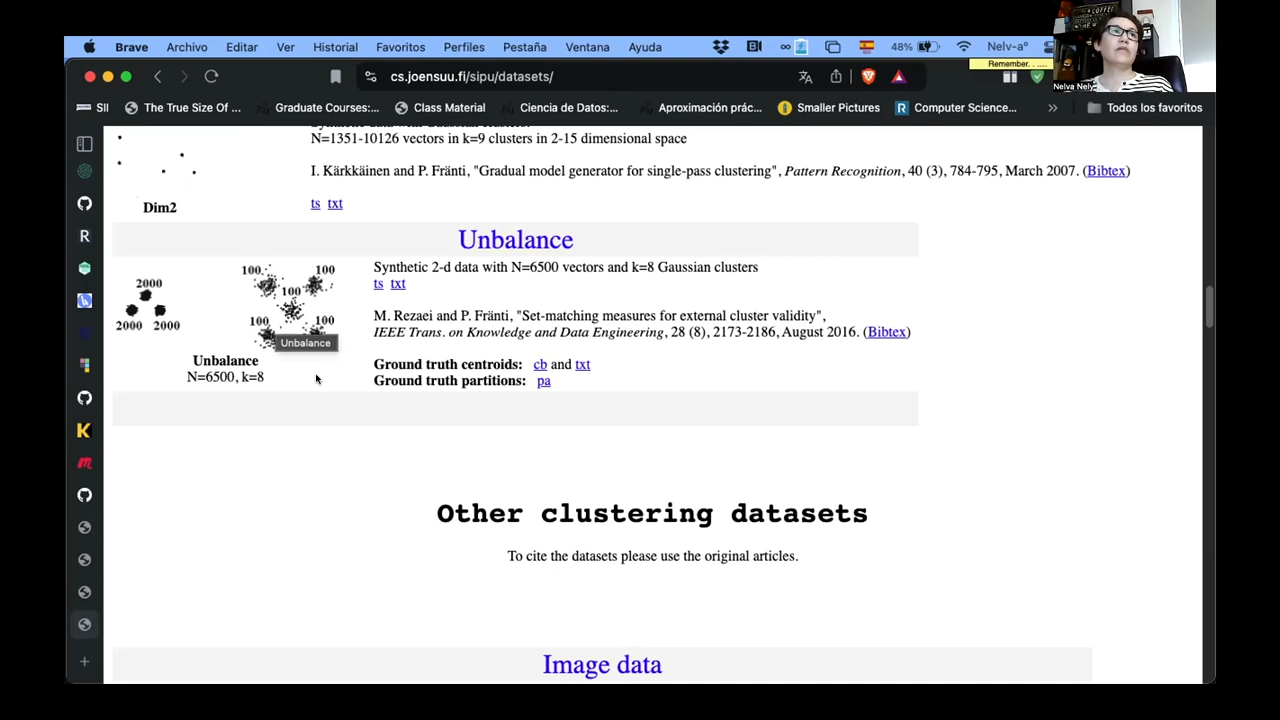 COFFEE
Brave Archivo Editar Ver Historial Favoritos Perfiles Pestaña Ventana Ayuda 48% Nelv-a°
Remember. . ....
cs.joensuu.fi/sipu/datasets/
Nelva Nely
SII The True Size Of ... Graduate Courses:... Class Material Ciencia de Datos:... Aproximación prác... Smaller Pictures R Computer Science... » Todos los favoritos
N=1351-10126 vectors in k=9 clusters in 2-15 dimensional space
I. Kärkkäinen and P. Fränti, "Gradual model generator for single-pass clustering", Pattern Recognition, 40 (3), 784-795, March 2007. (Bibtex)
Dim2
ts txt
Unbalance
Synthetic 2-d data with N=6500 vectors and k=8 Gaussian clusters
ts txt
M. Rezaei and P. Fränti, "Set-matching measures for external cluster validity",
IEEE Trans. on Knowledge and Data Engineering, 28 (8), 2173-2186, August 2016. (Bibtex)
Ground truth centroids: cb and txt
Ground truth partitions: pa
2000
2000 2000
100 100
100
100 100
Unbalance
Unbalance
N=6500, k=8
Other clustering datasets
To cite the datasets please use the original articles.
Image data